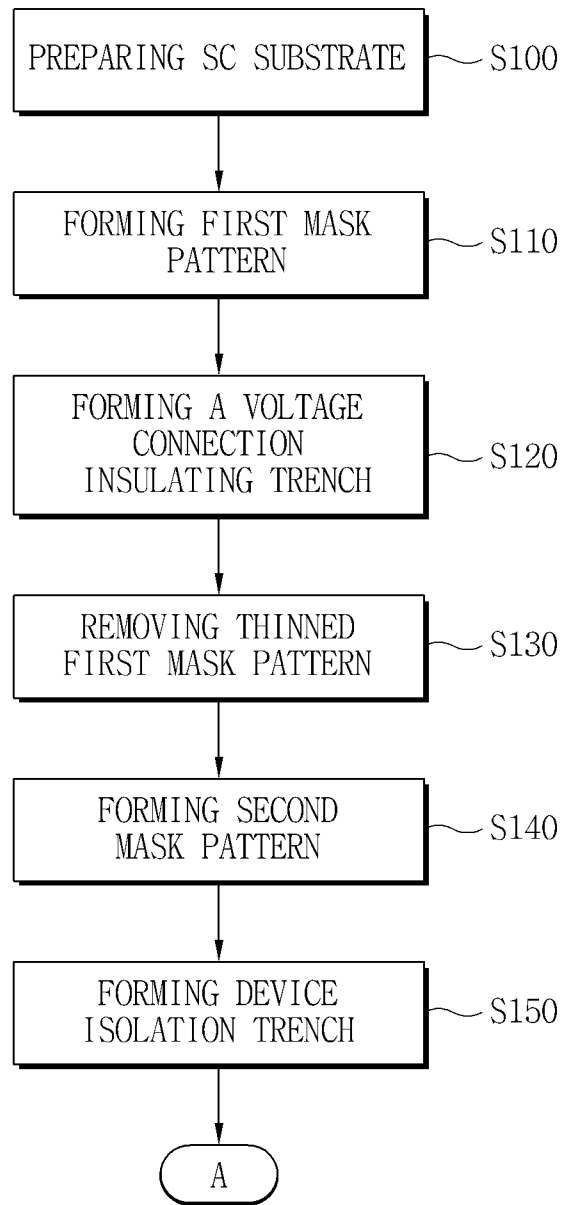 PREPARING SC SUBSTRATE
S100
FORMING FIRST MASK
PATTERN
S110
FORMING A VOLTAGE
CONNECTION
INSULATING TRENCH
S120
REMOVING THINNED
FIRST MASK PATTERN
S130
FORMING SECOND
MASK PATTERN
S140
FORMING DEVICE
ISOLATION TRENCH
S150
A